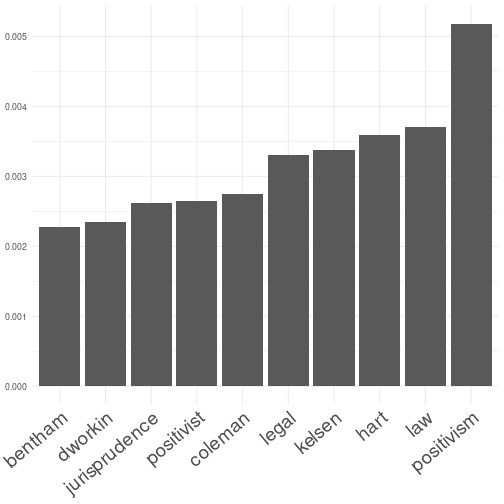 0.005
0.004
0.003
0.002
0.001
0.000
bentham
dworkin
jurisprudence
positivist
coleman
legal
kelsen
hart
law
positivism